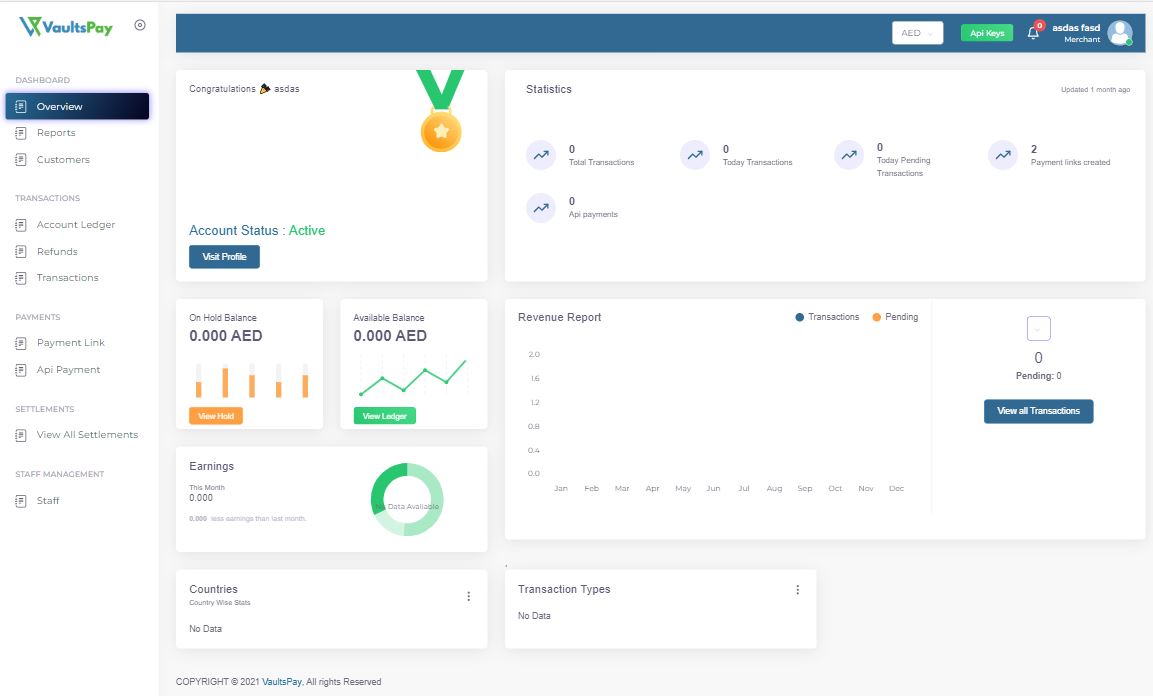 VaultsPay
AED
Api Keys
0
asdas fasd
Merchant
DASHBOARD
Overview
Reports
Customers
TRANSACTIONS
Account Ledger
Refunds
Transactions
PAYMENTS
Payment Link
Api Payment
SETTLEMENTS
View All Settlements
STAFF MANAGEMENT
Staff
Congratulations 🎉 asdas
Account Status : Active
Visit Profile
Statistics
Updated 1 month ago
0
Total Transactions
0
Today Transactions
0
Today Pending
Transactions
2
Payment links created
0
Api payments
On Hold Balance
0.000 AED
View Hold
Available Balance
0.000 AED
View Ledger
Revenue Report
Transactions
Pending
2.0
1.6
1.2
0.8
0.4
0.0
Jan Feb Mar Apr May Jun Jul Aug Sep Oct Nov Dec
0
Pending: 0
View all Transactions
Earnings
This Month
0.000
0.000 less earnings than last month.
No Data Avaliable
Countries
Country Wise Stats
No Data
Transaction Types
No Data
COPYRIGHT © 2021 VaultsPay, All rights Reserved